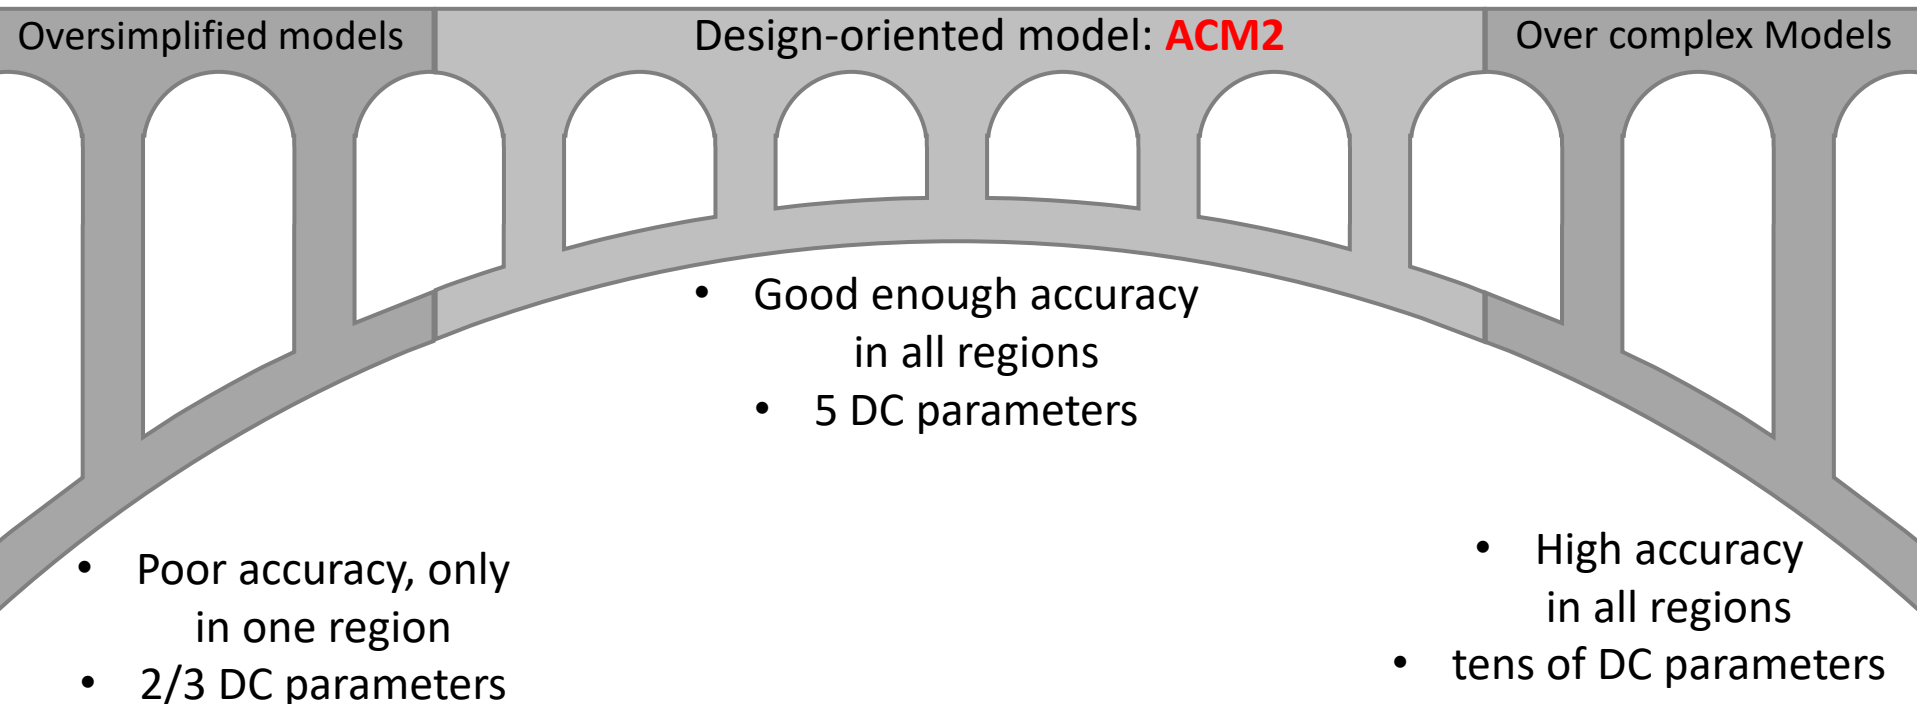 Oversimplified models
Design-oriented model: ACM2
Over complex Models
• Good enough accuracy
in all regions
• 5 DC parameters
• Poor accuracy, only
in one region
• 2/3 DC parameters
• High accuracy
in all regions
• tens of DC parameters